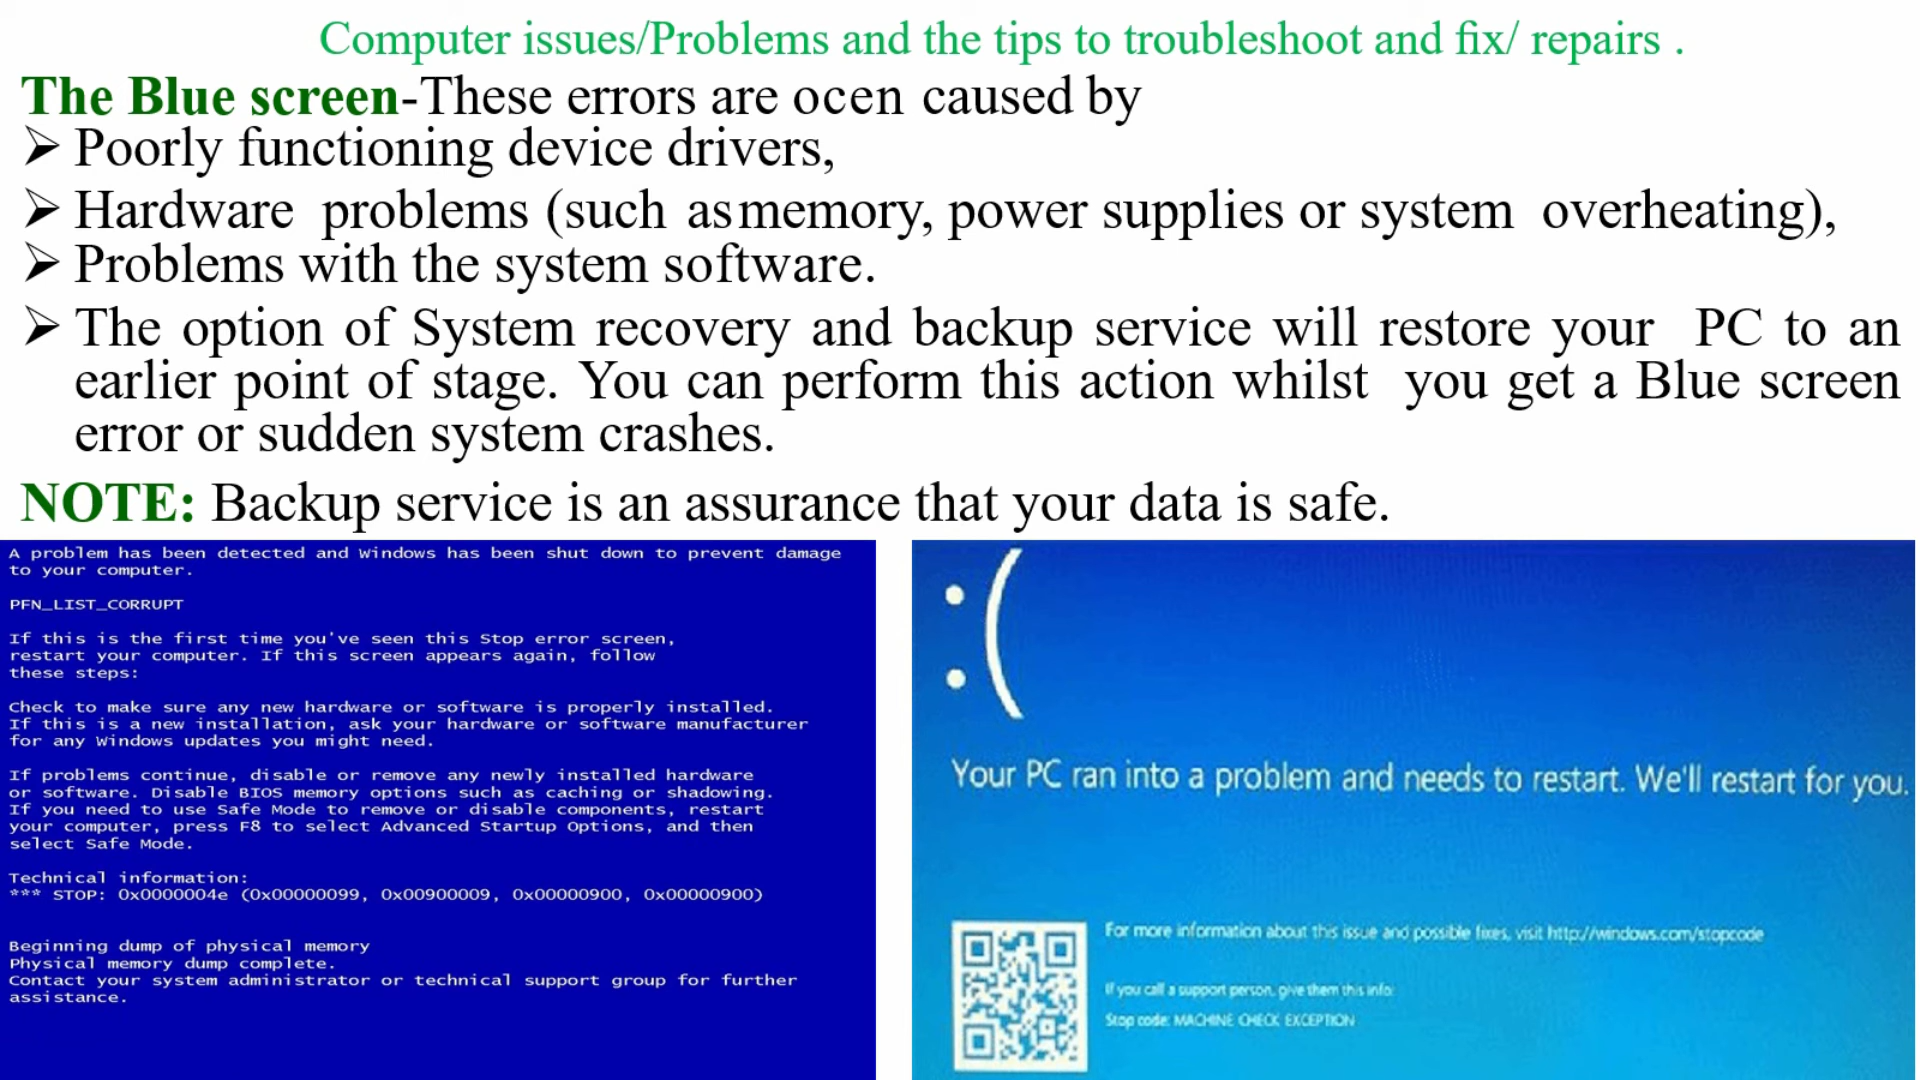 Computer issues/Problems and the tips to troubleshoot and fix/ repairs .
The Blue screen-These errors are ocen caused by
➢ Poorly functioning device drivers,
➢ Hardware problems (such as memory, power supplies or system overheating),
➢ Problems with the system software.
➢ The option of System recovery and backup service will restore your PC to an
earlier point of stage. You can perform this action whilst you get a Blue screen
error or sudden system crashes.
NOTE: Backup service is an assurance that your data is safe.
A problem has been detected and Windows has been shut down to prevent damage
to your computer.
PFN_LIST_CORRUPT
If this is the first time you've seen this Stop error screen,
restart your computer. If this screen appears again, follow
these steps:
Check to make sure any new hardware or software is properly installed.
If this is a new installation, ask your hardware or software manufacturer
for any Windows updates you might need.
If problems continue, disable or remove any newly installed hardware
or software. Disable BIOS memory options such as caching or shadowing.
If you need to use Safe Mode to remove or disable components, restart
your computer, press F8 to select Advanced Startup Options, and then
select Safe Mode.
Technical information:
*** STOP: 0x0000004e (0x00000099, 0x00900009, 0x00000900, 0x00000900)
Beginning dump of physical memory
Physical memory dump complete.
Contact your system administrator or technical support group for further
assistance.
:(
Your PC ran into a problem and needs to restart. We'll restart for you.
For more information about this issue and possible fixes, visit http://windows.com/stopcode
If you call a support person, give them this info:
Stop code: MACHINE CHECK EXCEPTION